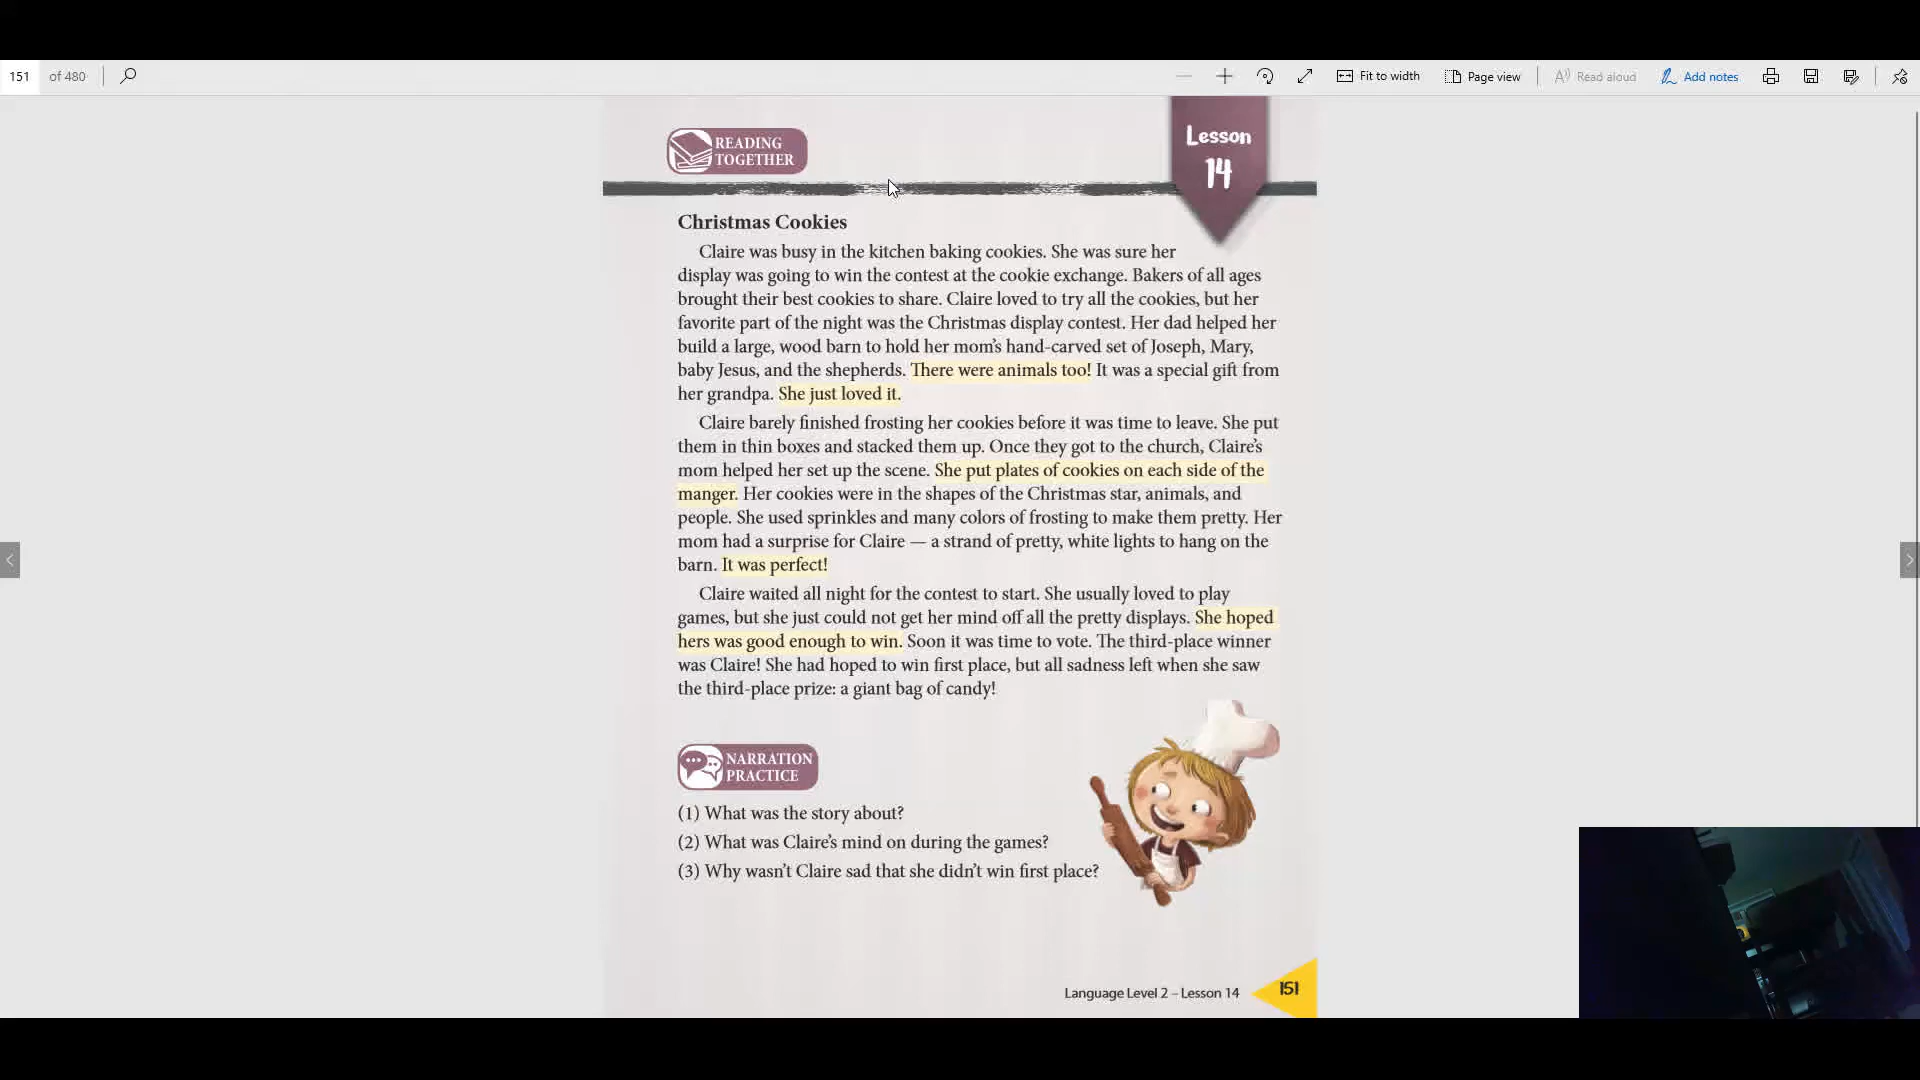 151 of 480 Fit to width Page view Read aloud Add notes
READING
TOGETHER
Lesson
14
Christmas Cookies
Claire was busy in the kitchen baking cookies. She was sure her
display was going to win the contest at the cookie exchange. Bakers of all ages
brought their best cookies to share. Claire loved to try all the cookies, but her
favorite part of the night was the Christmas display contest. Her dad helped her
build a large, wood barn to hold her mom's hand-carved set of Joseph, Mary,
baby Jesus, and the shepherds. There were animals too! It was a special gift from
her grandpa. She just loved it.
Claire barely finished frosting her cookies before it was time to leave. She put
them in thin boxes and stacked them up. Once they got to the church, Claire's
mom helped her set up the scene. She put plates of cookies on each side of the
manger. Her cookies were in the shapes of the Christmas star, animals, and
people. She used sprinkles and many colors of frosting to make them pretty. Her
mom had a surprise for Claire — a strand of pretty, white lights to hang on the
barn. It was perfect!
Claire waited all night for the contest to start. She usually loved to play
games, but she just could not get her mind off all the pretty displays. She hoped
hers was good enough to win. Soon it was time to vote. The third-place winner
was Claire! She had hoped to win first place, but all sadness left when she saw
the third-place prize: a giant bag of candy!
NARRATION
PRACTICE
(1) What was the story about?
(2) What was Claire's mind on during the games?
(3) Why wasn't Claire sad that she didn't win first place?
Language Level 2 – Lesson 14
151